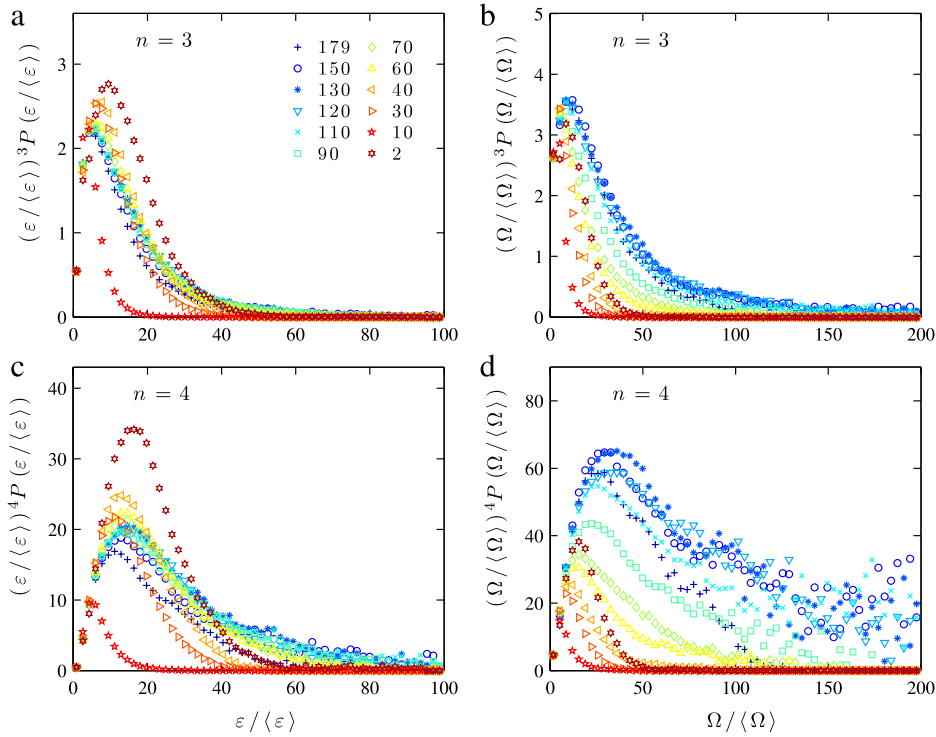 a
n = 3
(ε/⟨ε⟩)³P (ε/⟨ε⟩)
3
2
1
0
0 20 40 60 80 100
179 70
150 60
130 40
120 30
110 10
90 2
b
n = 3
(Ω/⟨Ω⟩)³P (Ω/⟨Ω⟩)
5
4
3
2
1
0
0 50 100 150 200
c
n = 4
(ε/⟨ε⟩)⁴P (ε/⟨ε⟩)
40
30
20
10
0
0 20 40 60 80 100
ε/⟨ε⟩
d
n = 4
(Ω/⟨Ω⟩)⁴P (Ω/⟨Ω⟩)
80
60
40
20
0
0 50 100 150 200
Ω/⟨Ω⟩